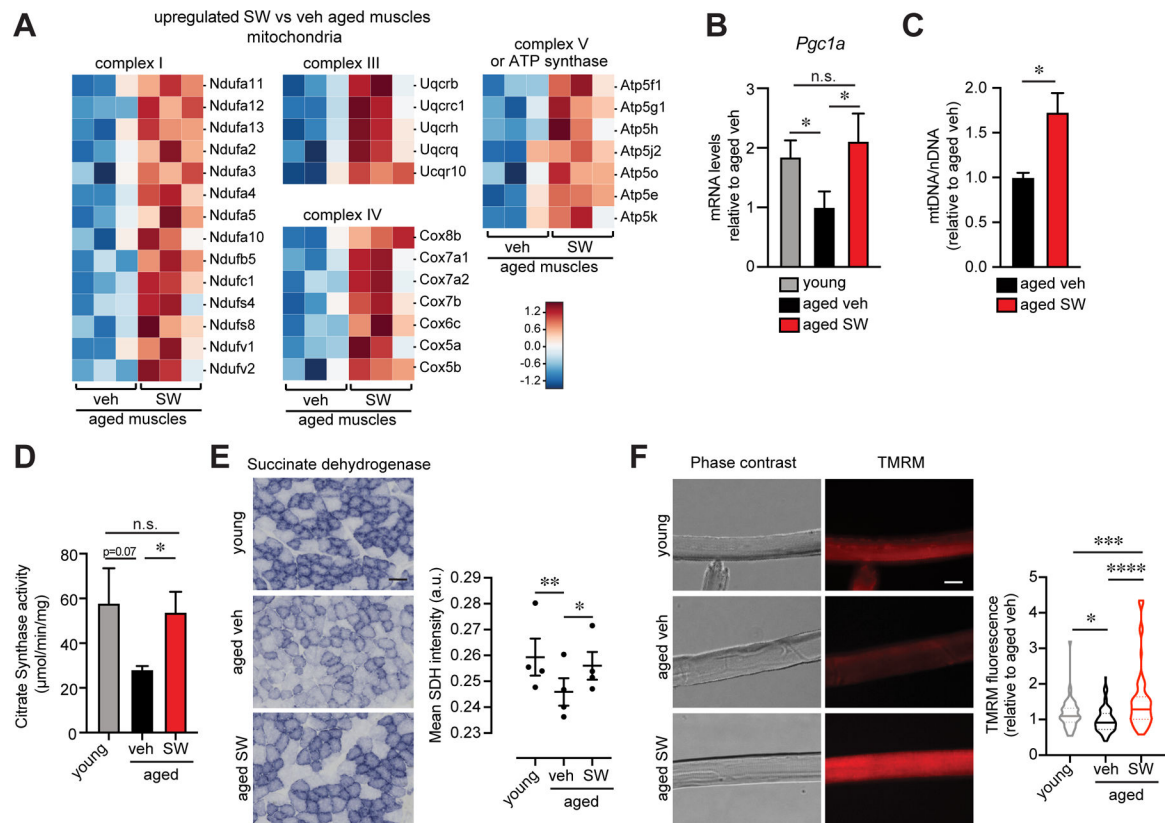 A
upregulated SW vs veh aged muscles
mitochondria
complex I
Ndufa11
Ndufa12
Ndufa13
Ndufa2
Ndufa3
Ndufa4
Ndufa5
Ndufa10
Ndufb5
Ndufc1
Ndufs4
Ndufs8
Ndufv1
Ndufv2
veh SW
aged muscles
complex III
Uqcrb
Uqcrc1
Uqcrh
Uqcrq
Ucqr10
complex IV
Cox8b
Cox7a1
Cox7a2
Cox7b
Cox6c
Cox5a
Cox5b
veh SW
aged muscles
complex V
or ATP synthase
Atp5f1
Atp5g1
Atp5h
Atp5j2
Atp5o
Atp5e
Atp5k
veh SW
aged muscles
1.2
0.6
0
-0.6
-1.2
B
Pgc1a
n.s.
* *
mRNA levels
relative to aged veh
3
2
1
0
young
aged veh
aged SW
C
*
mtDNA/nDNA
(relative to aged veh)
2.0
1.5
1.0
0.5
0.0
aged veh
aged SW
D
n.s.
p=0.07 *
Citrate Synthase activity
(µmol/min/mg)
80
60
40
20
0
young veh SW
aged
E
Succinate dehydrogenase
young
aged veh
aged SW
Mean SDH intensity (a.u.)
0.29
0.28
0.27
0.26
0.25
0.24
0.23
** *
young veh SW
aged
F
Phase contrast TMRM
young
aged veh
aged SW
TMRM fluorescence
(relative to aged veh)
5
4
3
2
1
0
***
****
*
young veh SW
aged